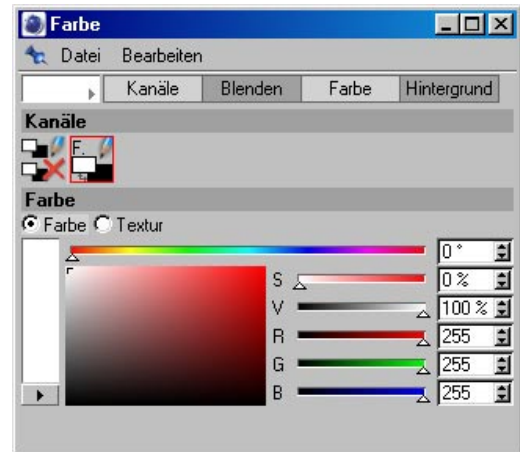 Farbe
Datei Bearbeiten
Kanäle Blenden Farbe Hintergrund
Kanäle
F.
Farbe
Farbe Textur
0 °
S 0 %
V 100 %
R 255
G 255
B 255